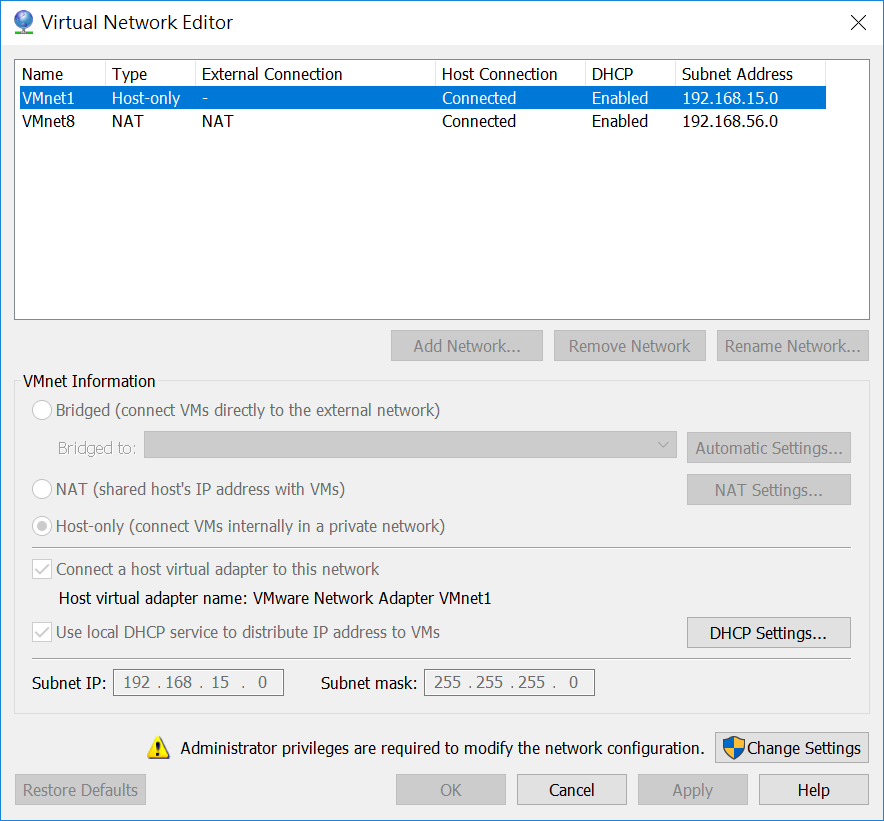 Virtual Network Editor
Name Type External Connection Host Connection DHCP Subnet Address
VMnet1 Host-only - Connected Enabled 192.168.15.0
VMnet8 NAT NAT Connected Enabled 192.168.56.0
Add Network... Remove Network Rename Network...
VMnet Information
Bridged (connect VMs directly to the external network)
Bridged to: Automatic Settings...
NAT (shared host's IP address with VMs) NAT Settings...
Host-only (connect VMs internally in a private network)
Connect a host virtual adapter to this network
Host virtual adapter name: VMware Network Adapter VMnet1
Use local DHCP service to distribute IP address to VMs DHCP Settings...
Subnet IP: 192 . 168 . 15 . 0 Subnet mask: 255 . 255 . 255 . 0
Administrator privileges are required to modify the network configuration. Change Settings
Restore Defaults OK Cancel Apply Help